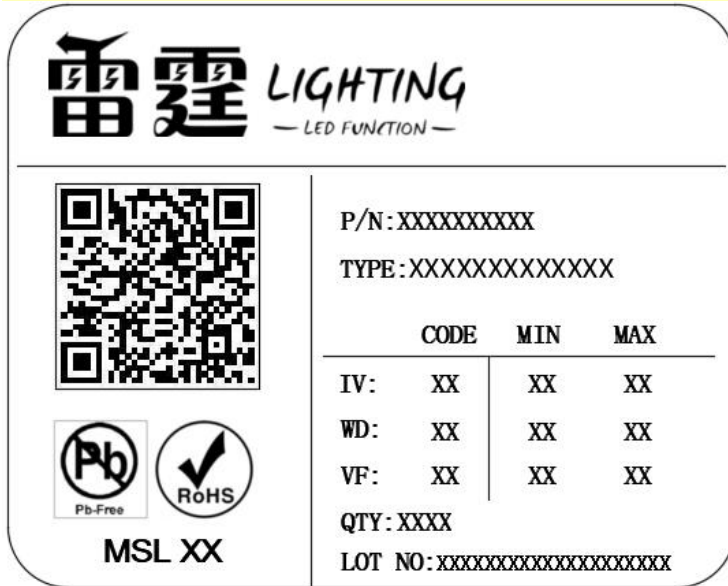 雷霆 LIGHTING
LED FUNCTION
P/N:XXXXXXXXXX
TYPE:XXXXXXXXXXXXX
CODE MIN MAX
IV: XX XX XX
WD: XX XX XX
VF: XX XX XX
QTY:XXXX
LOT NO:XXXXXXXXXXXXXXXXXXXX
Pb
Pb-Free
RoHS
MSL XX